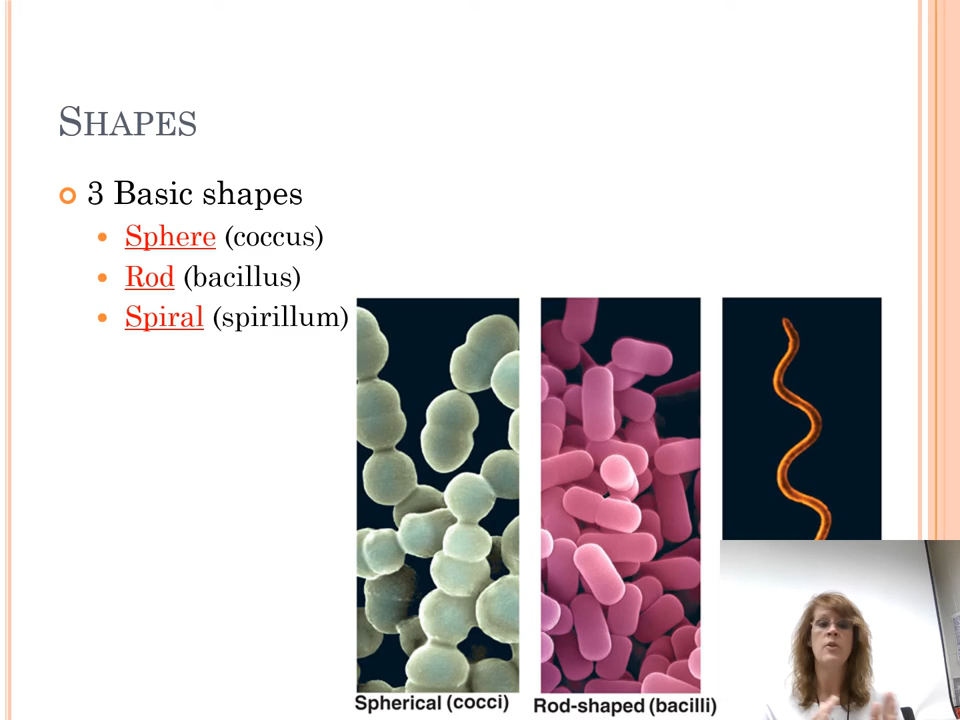 SHAPES
3 Basic shapes
Sphere (coccus)
Rod (bacillus)
Spiral (spirillum)
Spherical (cocci)
Rod-shaped (bacilli)